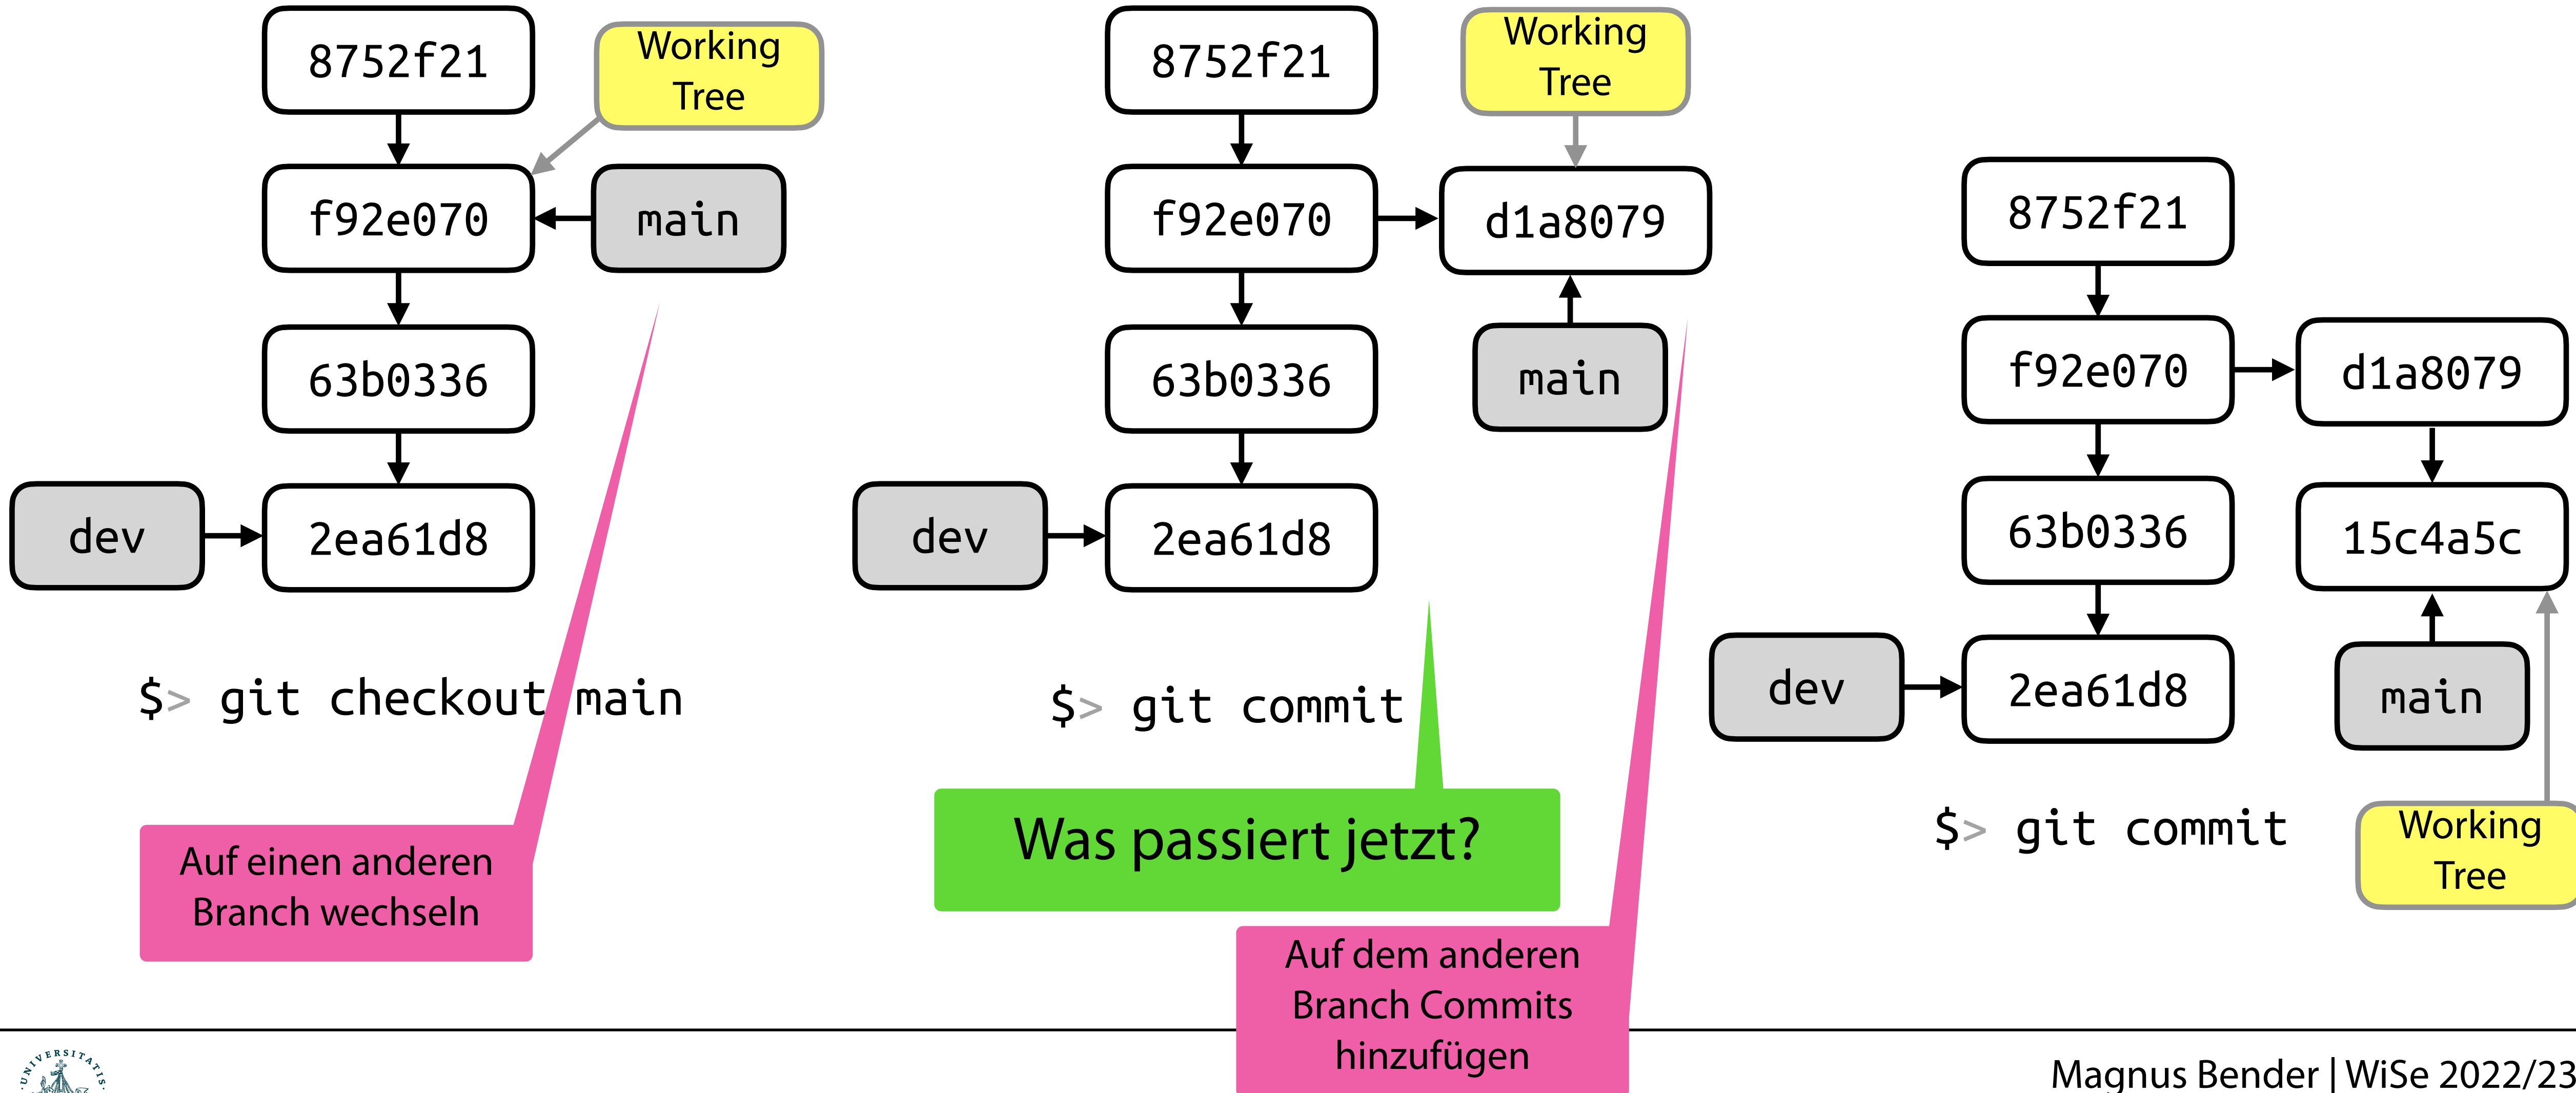 8752f21
Working
Tree
f92e070
main
63b0336
dev
2ea61d8
$> git checkout main
Auf einen anderen
Branch wechseln
8752f21
Working
Tree
f92e070
d1a8079
63b0336
main
dev
2ea61d8
$> git commit
Was passiert jetzt?
Auf dem anderen
Branch Commits
hinzufügen
8752f21
f92e070
d1a8079
63b0336
15c4a5c
dev
2ea61d8
main
$> git commit
Working
Tree
UNIVERSITATIS
Magnus Bender | WiSe 2022/23